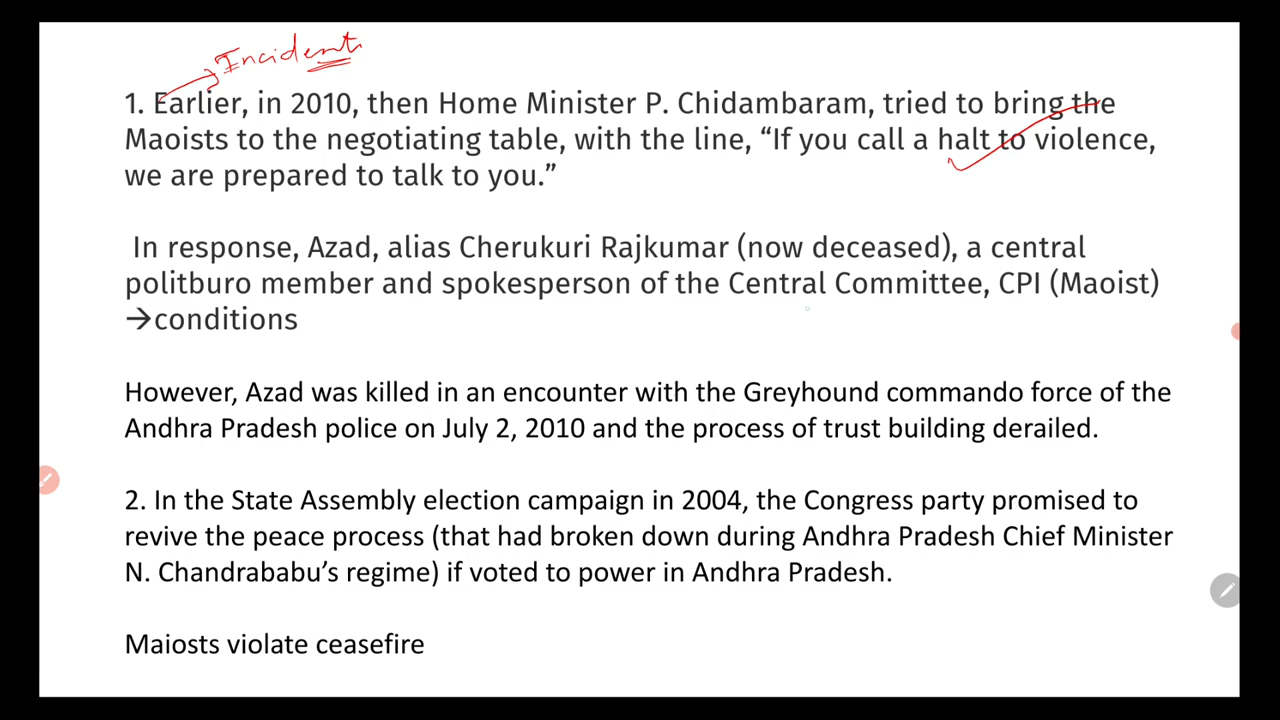 Incident
1. Earlier, in 2010, then Home Minister P. Chidambaram, tried to bring the
Maoists to the negotiating table, with the line, “If you call a halt to violence,
we are prepared to talk to you.”
In response, Azad, alias Cherukuri Rajkumar (now deceased), a central
politburo member and spokesperson of the Central Committee, CPI (Maoist)
→conditions
However, Azad was killed in an encounter with the Greyhound commando force of the
Andhra Pradesh police on July 2, 2010 and the process of trust building derailed.
2. In the State Assembly election campaign in 2004, the Congress party promised to
revive the peace process (that had broken down during Andhra Pradesh Chief Minister
N. Chandrababu’s regime) if voted to power in Andhra Pradesh.
Maiosts violate ceasefire